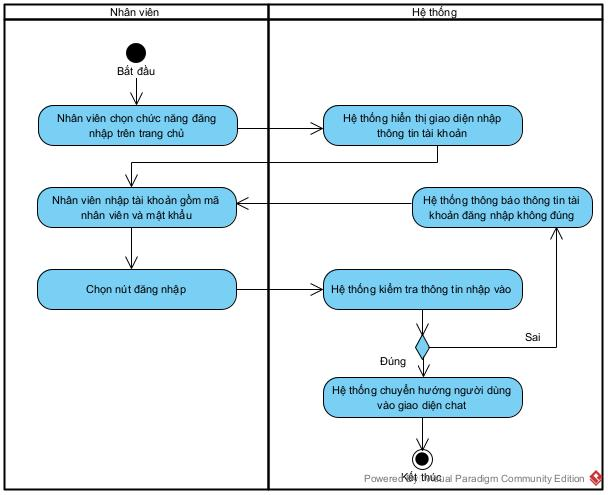 Nhân viên
Hệ thống
Bắt đầu
Nhân viên chọn chức năng đăng
nhập trên trang chủ
Hệ thống hiển thị giao diện nhập
thông tin tài khoản
Nhân viên nhập tài khoản gồm mã
nhân viên và mật khẩu
Hệ thống thông báo thông tin tài
khoản đăng nhập không đúng
Chọn nút đăng nhập
Hệ thống kiểm tra thông tin nhập vào
Sai
Đúng
Hệ thống chuyển hướng người dùng
vào giao diện chat
Kết thúc
Powered By Visual Paradigm Community Edition